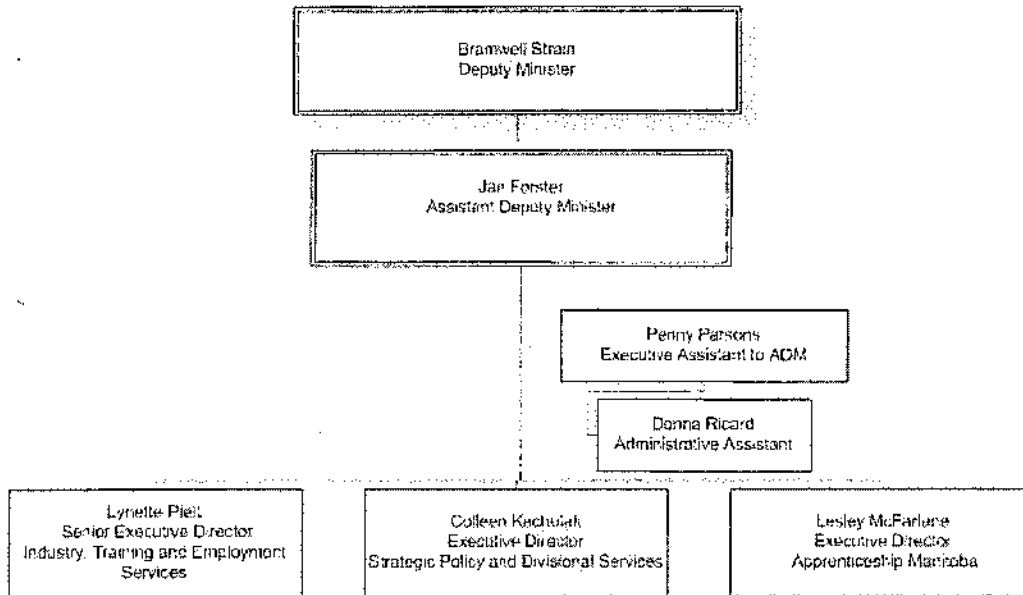 Bramwell Strain
Deputy Minister
Jan Forster
Assistant Deputy Minister
Penny Parsons
Executive Assistant to ADM
Donna Ricard
Administrative Assistant
Lynette Plett
Senior Executive Director
Industry, Training and Employment
Services
Colleen Kachulak
Executive Director
Strategic Policy and Divisional Services
Lesley McFarlane
Executive Director
Apprenticeship Manitoba